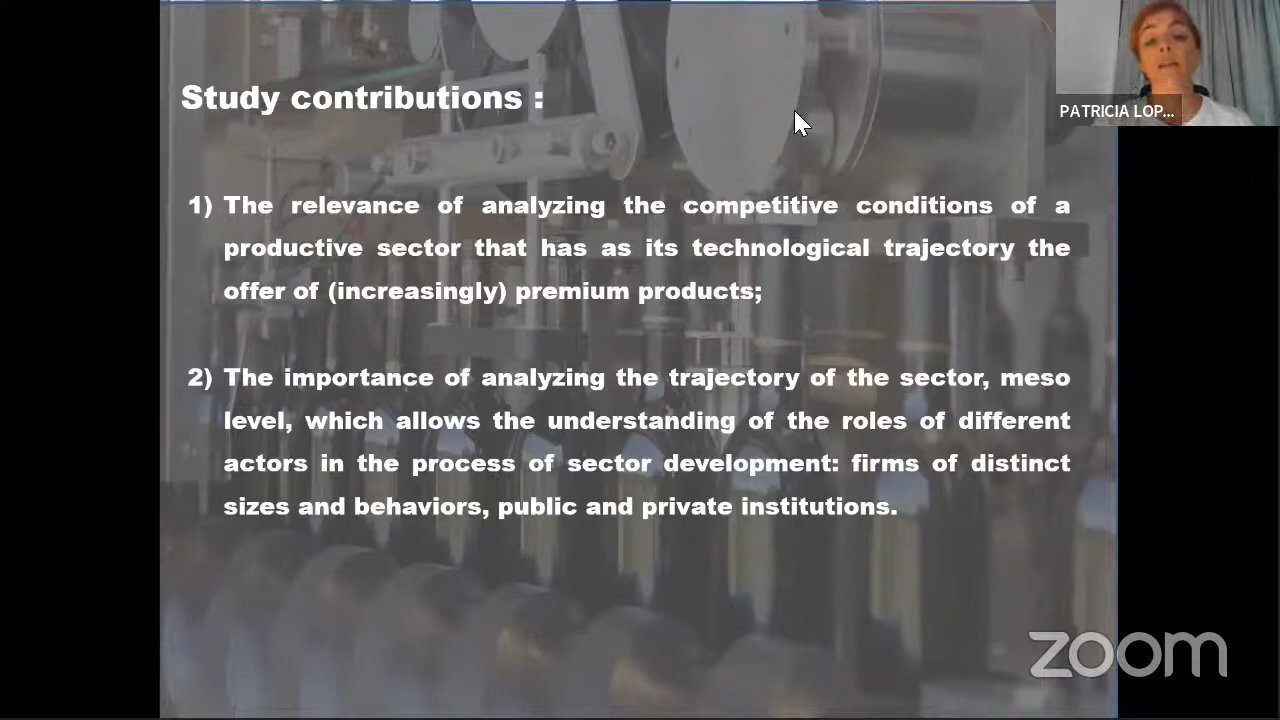 Study contributions :
PATRICIA LOP...
1) The relevance of analyzing the competitive conditions of a
productive sector that has as its technological trajectory the
offer of (increasingly) premium products;
2) The importance of analyzing the trajectory of the sector, meso
level, which allows the understanding of the roles of different
actors in the process of sector development: firms of distinct
sizes and behaviors, public and private institutions.
zoom